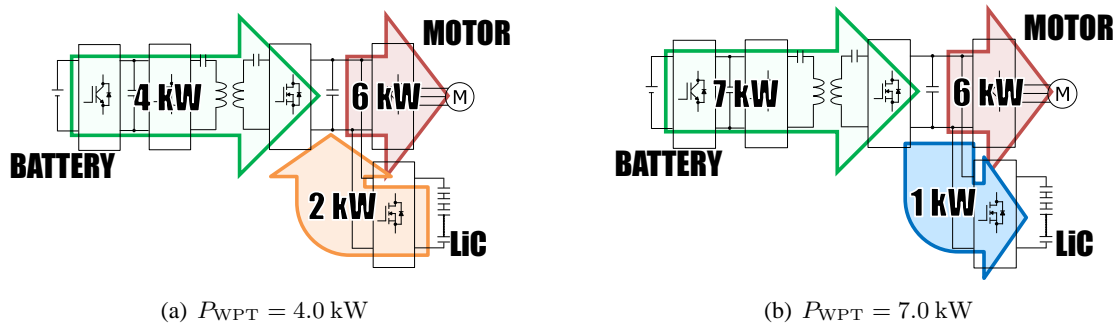 MOTOR
4 kW
6 kW
M
BATTERY
2 kW
LiC
(a) P_WPT = 4.0 kW
MOTOR
7 kW
6 kW
M
BATTERY
1 kW
LiC
(b) P_WPT = 7.0 kW